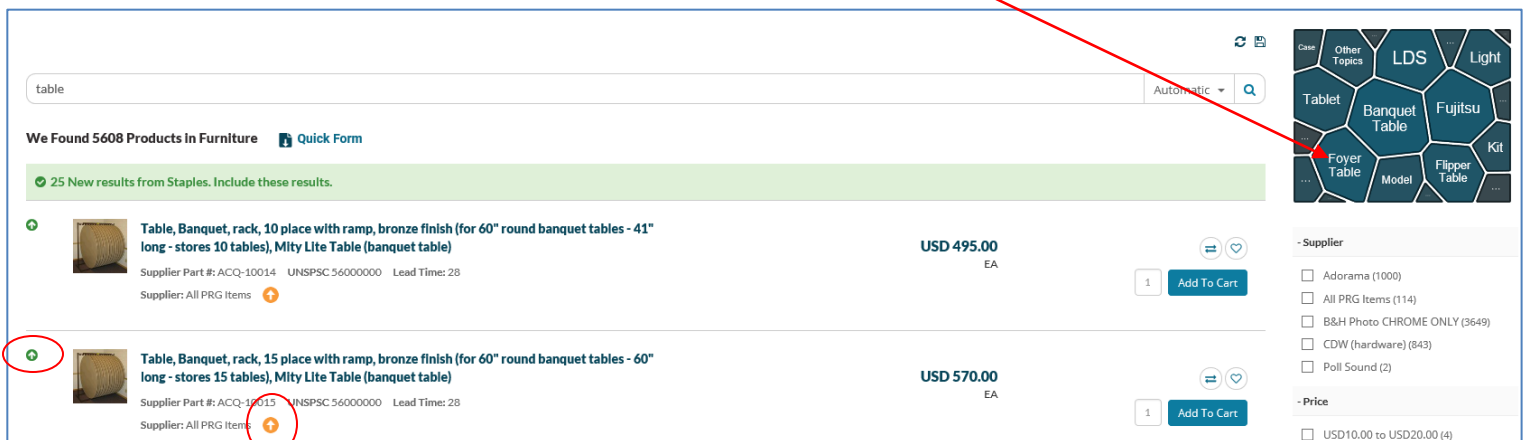 table
Automatic
We Found 5608 Products in Furniture
Quick Form
25 New results from Staples. Include these results.
Table, Banquet, rack, 10 place with ramp, bronze finish (for 60" round banquet tables - 41"
long - stores 10 tables), Mity Lite Table (banquet table)
Supplier Part #: ACQ-10014 UNSPSC 56000000 Lead Time: 28
Supplier: All PRG Items
USD 495.00
EA
1
Add To Cart
Table, Banquet, rack, 15 place with ramp, bronze finish (for 60" round banquet tables - 60"
long - stores 15 tables), Mity Lite Table (banquet table)
Supplier Part #: ACQ-10015 UNSPSC 56000000 Lead Time: 28
Supplier: All PRG Items
USD 570.00
EA
1
Add To Cart
Case
Other
Topics
LDS
...
Light
Tablet
Banquet
Table
Fujitsu
...
...
Foyer
Table
Model
Flipper
Table
Kit
...
...
- Supplier
Adorama (1000)
All PRG Items (114)
B&H Photo CHROME ONLY (3649)
CDW (hardware) (843)
Poll Sound (2)
- Price
USD10.00 to USD20.00 (4)